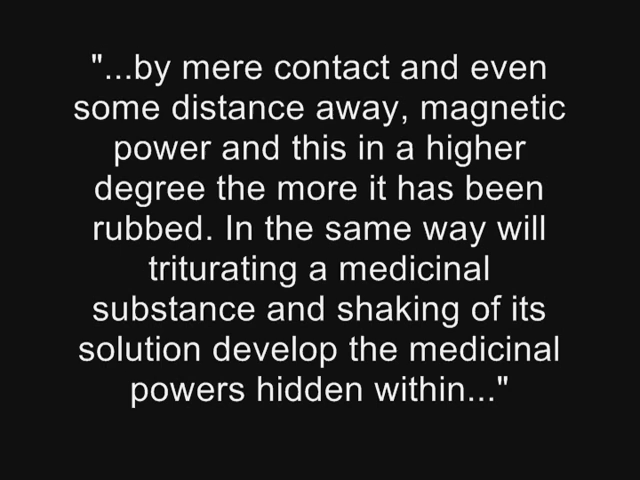 "...by mere contact and even
some distance away, magnetic
power and this in a higher
degree the more it has been
rubbed. In the same way will
triturating a medicinal
substance and shaking of its
solution develop the medicinal
powers hidden within..."